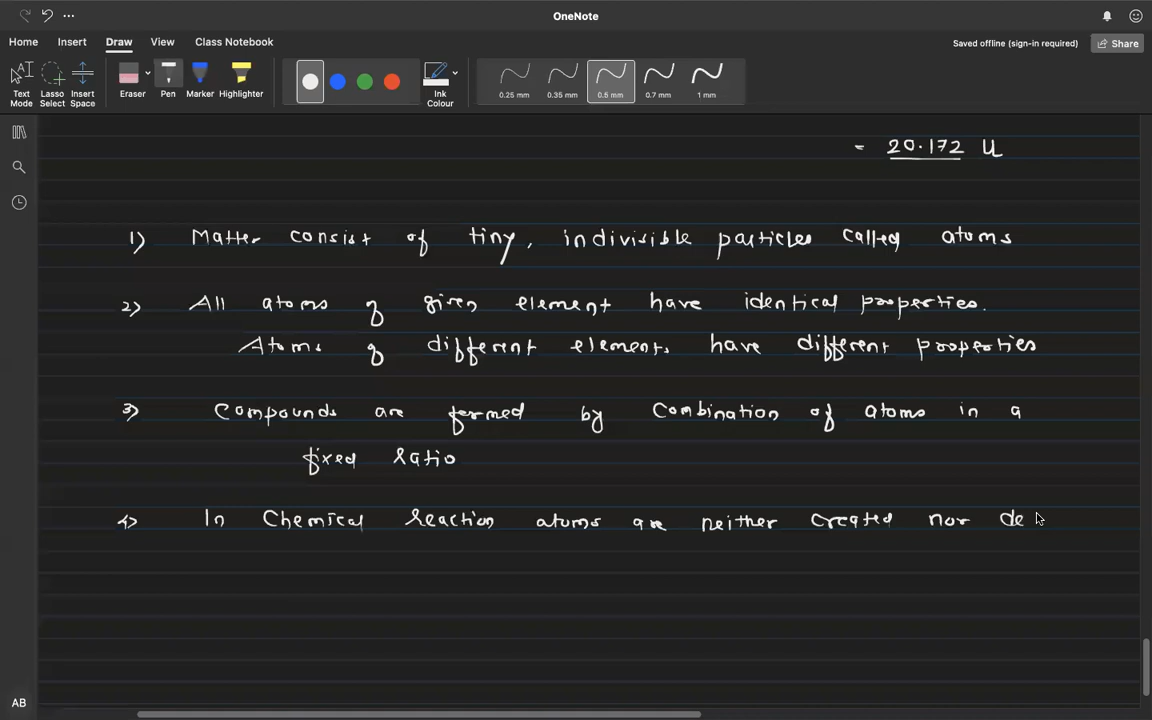 OneNote
Home Insert Draw View Class Notebook
Saved offline (sign-in required) Share
Text Mode
Lasso Select
Insert Space
Eraser
Pen
Marker
Highlighter
Ink Colour
0.25 mm 0.35 mm 0.5 mm 0.7 mm 1 mm
= 20.172 U
1) Matter consist of tiny, indivisible particles called atoms
2) All atoms of given element have identical properties.
Atoms of different elements have different properties
3) Compounds are formed by Combination of atoms in a
fixed ratio
4) In Chemical reaction atoms are neither created nor de
AB